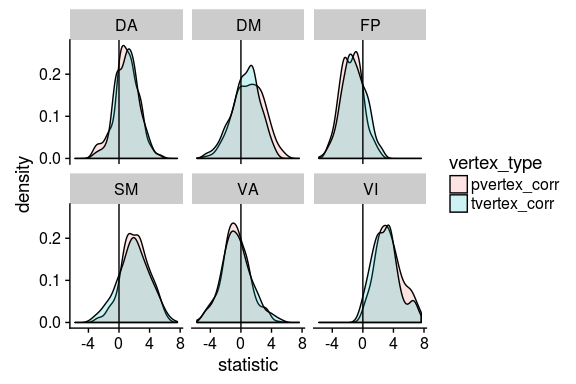 DA DM FP
0.2
0.1
0.0
density
vertex_type
pvertex_corr
tvertex_corr
SM VA VI
0.2
0.1
0.0
-4 0 4 8 -4 0 4 8 -4 0 4 8
statistic